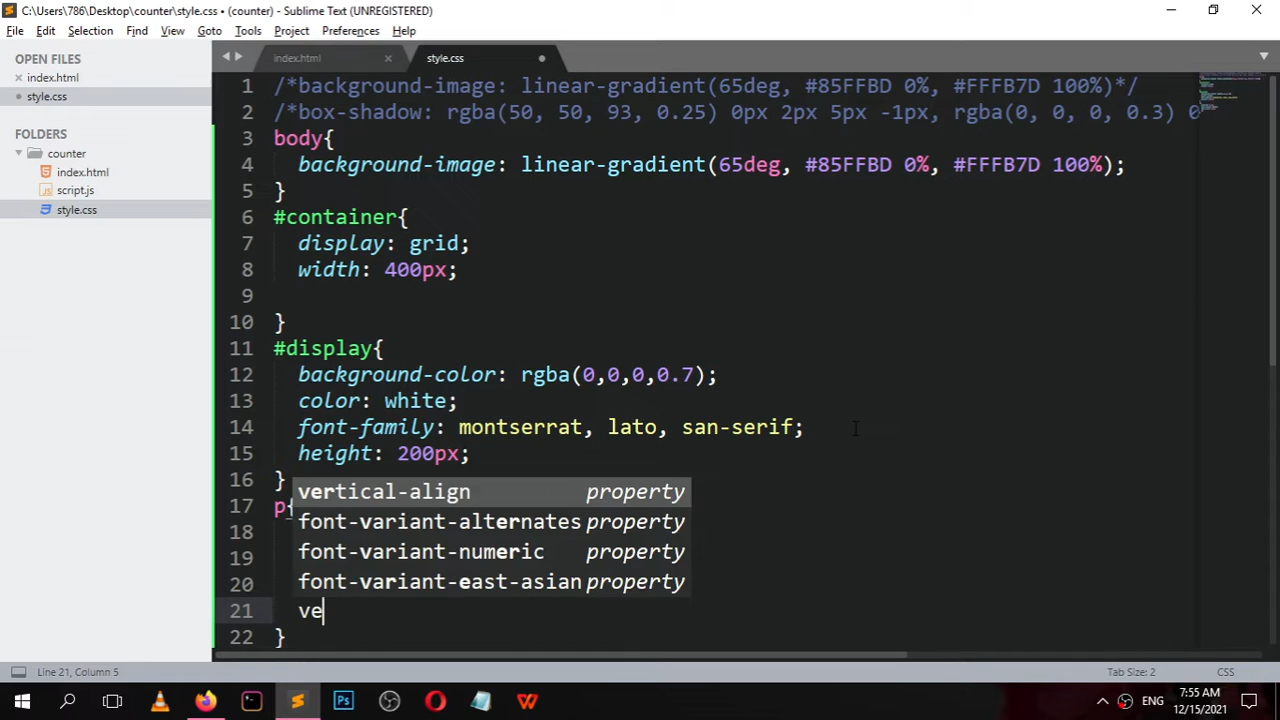 C:\Users\786\Desktop\counter\style.css • (counter) - Sublime Text (UNREGISTERED)
File Edit Selection Find View Goto Tools Project Preferences Help
OPEN FILES
index.html
style.css
FOLDERS
counter
index.html
script.js
style.css
index.html
style.css
1 /*background-image: linear-gradient(65deg, #85FFBD 0%, #FFFB7D 100%)*/
2 /*box-shadow: rgba(50, 50, 93, 0.25) 0px 2px 5px -1px, rgba(0, 0, 0, 0.3) 0
3 body{
4 background-image: linear-gradient(65deg, #85FFBD 0%, #FFFB7D 100%);
5 }
6 #container{
7 display: grid;
8 width: 400px;
9
10 }
11 #display{
12 background-color: rgba(0,0,0,0.7);
13 color: white;
14 font-family: montserrat, lato, san-serif;
15 height: 200px;
16 }
17 p{
18
19
20
21 ve
22 }
vertical-align property
font-variant-alternates property
font-variant-numeric property
font-variant-east-asian property
Line 21, Column 5
Tab Size: 2
CSS
Ps
W
ENG
7:55 AM
12/15/2021